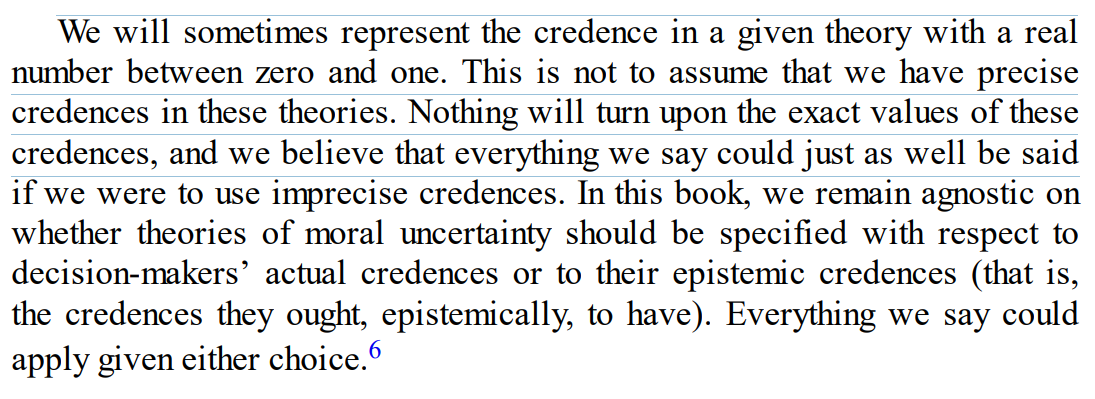 We will sometimes represent the credence in a given theory with a real
number between zero and one. This is not to assume that we have precise
credences in these theories. Nothing will turn upon the exact values of these
credences, and we believe that everything we say could just as well be said
if we were to use imprecise credences. In this book, we remain agnostic on
whether theories of moral uncertainty should be specified with respect to
decision-makers’ actual credences or to their epistemic credences (that is,
the credences they ought, epistemically, to have). Everything we say could
apply given either choice.6